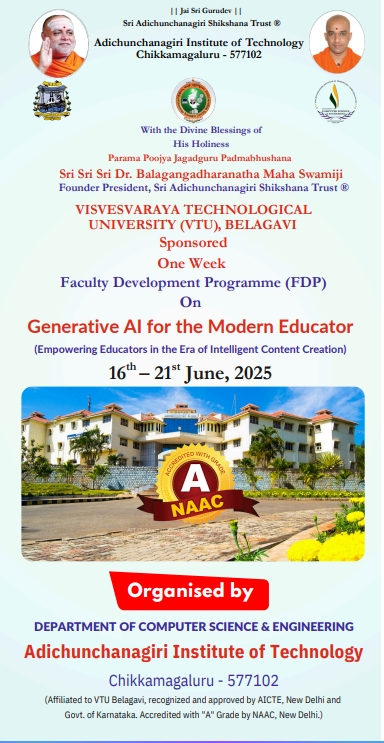 || Jai Sri Gurudev ||
Sri Adichunchanagiri Shikshana Trust ®
Adichunchanagiri Institute of Technology
Chikkamagaluru - 577102
With the Divine Blessings of
His Holiness
Parama Poojya Jagadguru Padmabhushana
Sri Sri Sri Dr. Balagangadharanatha Maha Swamiji
Founder President, Sri Adichunchanagiri Shikshana Trust ®
VISVESVARAYA TECHNOLOGICAL
UNIVERSITY (VTU), BELAGAVI
Sponsored
One Week
Faculty Development Programme (FDP)
On
Generative AI for the Modern Educator
(Empowering Educators in the Era of Intelligent Content Creation)
16th – 21st June, 2025
ACCREDITED WITH GRADE
A
NAAC
Organised by
DEPARTMENT OF COMPUTER SCIENCE & ENGINEERING
Adichunchanagiri Institute of Technology
Chikkamagaluru - 577102
(Affiliated to VTU Belagavi, recognized and approved by AICTE, New Delhi and
Govt. of Karnataka. Accredited with "A" Grade by NAAC, New Delhi.)